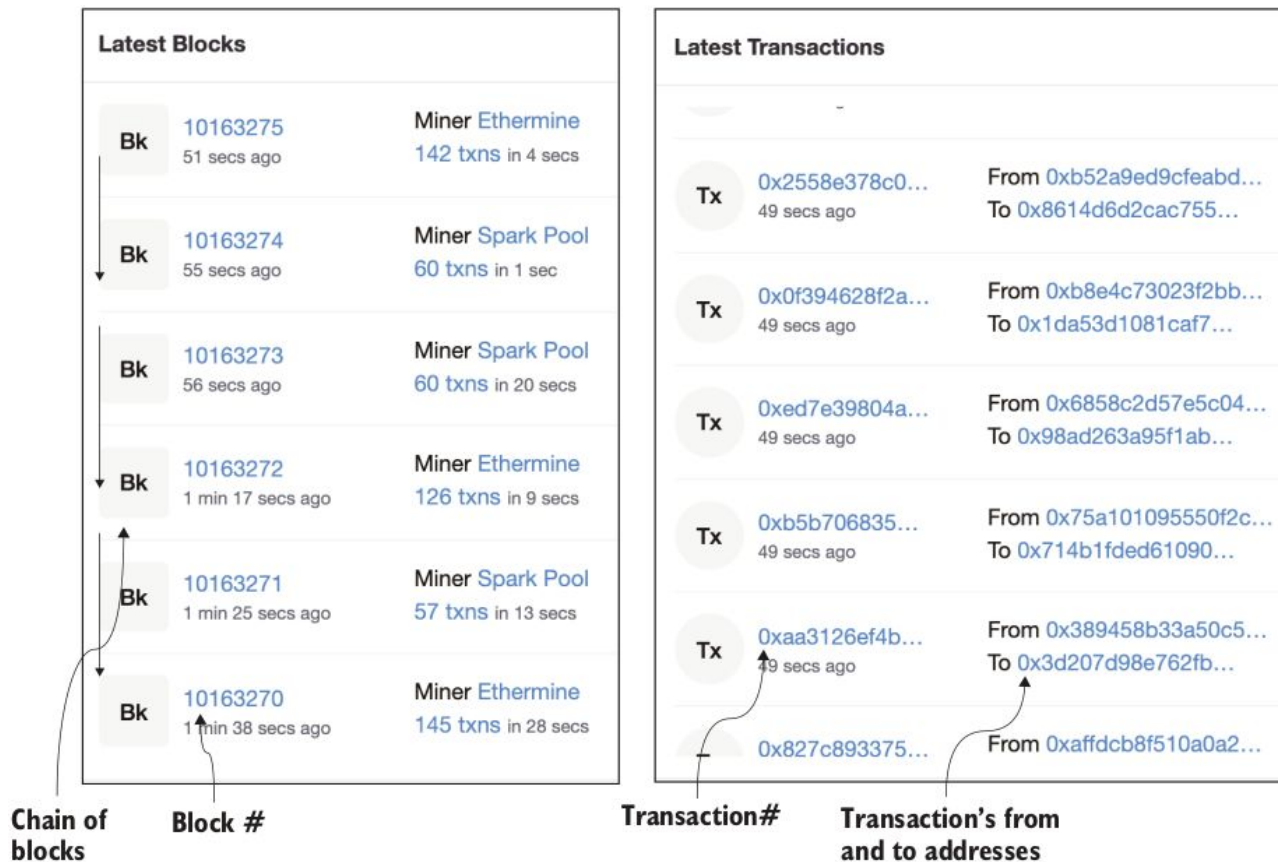 Latest Blocks
Bk
10163275
51 secs ago
Miner Ethermine
142 txns in 4 secs
Bk
10163274
55 secs ago
Miner Spark Pool
60 txns in 1 sec
Bk
10163273
56 secs ago
Miner Spark Pool
60 txns in 20 secs
Bk
10163272
1 min 17 secs ago
Miner Ethermine
126 txns in 9 secs
Bk
10163271
1 min 25 secs ago
Miner Spark Pool
57 txns in 13 secs
Bk
10163270
1 min 38 secs ago
Miner Ethermine
145 txns in 28 secs
Chain of
blocks
Block #
Latest Transactions
Tx
0x2558e378c0...
49 secs ago
From 0xb52a9ed9cfeabd...
To 0x8614d6d2cac755...
Tx
0x0f394628f2a...
49 secs ago
From 0xb8e4c73023f2bb...
To 0x1da53d1081caf7...
Tx
0xed7e39804a...
49 secs ago
From 0x6858c2d57e5c04...
To 0x98ad263a95f1ab...
Tx
0xb5b706835...
49 secs ago
From 0x75a101095550f2c...
To 0x714b1fded61090...
Tx
0xaa3126ef4b...
49 secs ago
From 0x389458b33a50c5...
To 0x3d207d98e762fb...
0x827c893375...
From 0xaffdcb8f510a0a2...
Transaction#
Transaction's from
and to addresses